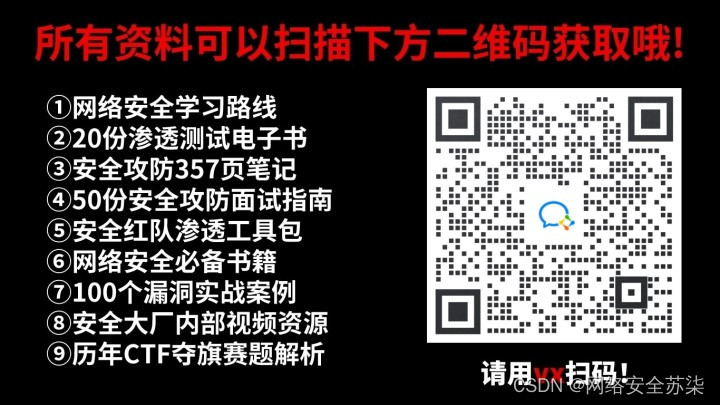 所有资料可以扫描下方二维码获取哦!
①网络安全学习路线
②20份渗透测试电子书
③安全攻防357页笔记
④50份安全攻防面试指南
⑤安全红队渗透工具包
⑥网络安全必备书籍
⑦100个漏洞实战案例
⑧安全大厂内部视频资源
⑨历年CTF夺旗赛题解析
请用vx扫码!
CSDN @网络安全苏柒